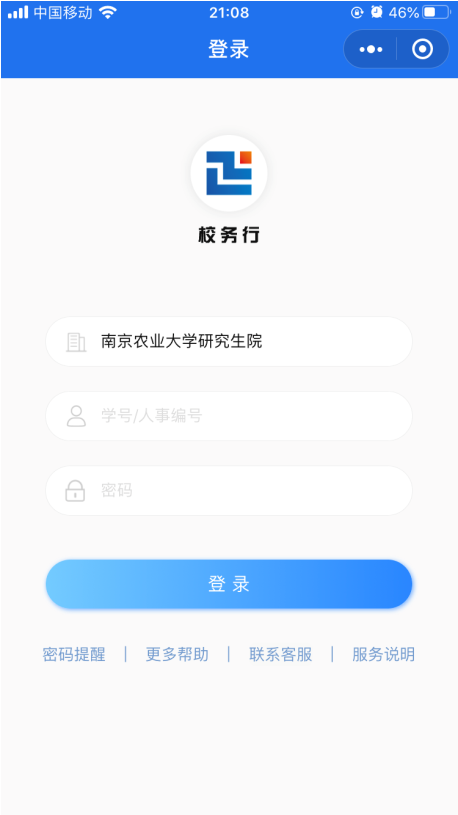 中国移动 21:08 46%
登录
校务行
南京农业大学研究生院
学号/人事编号
密码
登 录
密码提醒 | 更多帮助 | 联系客服 | 服务说明